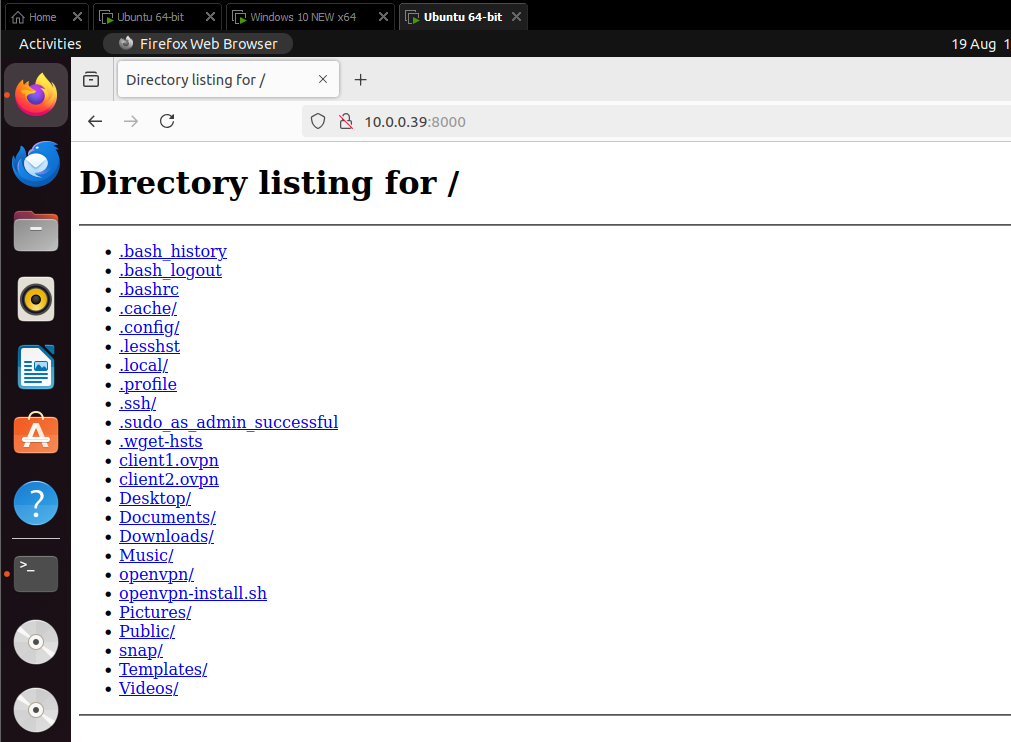 Home
Ubuntu 64-bit
Windows 10 NEW x64
Ubuntu 64-bit
Activities
Firefox Web Browser
19 Aug 1
Directory listing for /
10.0.0.39:8000
Directory listing for /
.bash_history
.bash_logout
.bashrc
.cache/
.config/
.lesshst
.local/
.profile
.ssh/
.sudo_as_admin_successful
.wget-hsts
client1.ovpn
client2.ovpn
Desktop/
Documents/
Downloads/
Music/
openvpn/
openvpn-install.sh
Pictures/
Public/
snap/
Templates/
Videos/